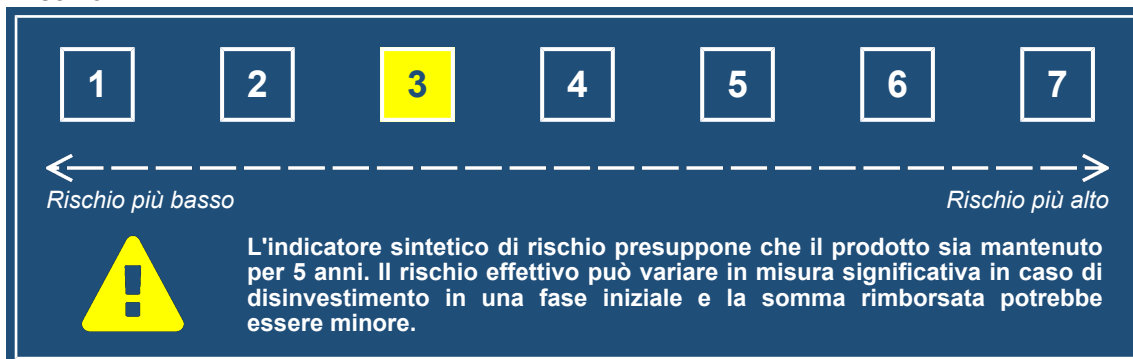 1 2 3 4 5 6 7
Rischio più basso Rischio più alto
L'indicatore sintetico di rischio presuppone che il prodotto sia mantenuto
per 5 anni. Il rischio effettivo può variare in misura significativa in caso di
disinvestimento in una fase iniziale e la somma rimborsata potrebbe
essere minore.